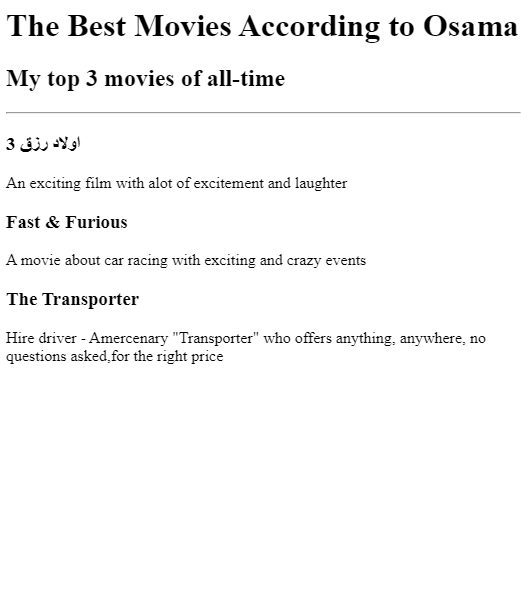 The Best Movies According to Osama
My top 3 movies of all-time
اولاد رزق 3
An exciting film with alot of excitement and laughter
Fast & Furious
A movie about car racing with exciting and crazy events
The Transporter
Hire driver - Amercenary "Transporter" who offers anything, anywhere, no
questions asked,for the right price